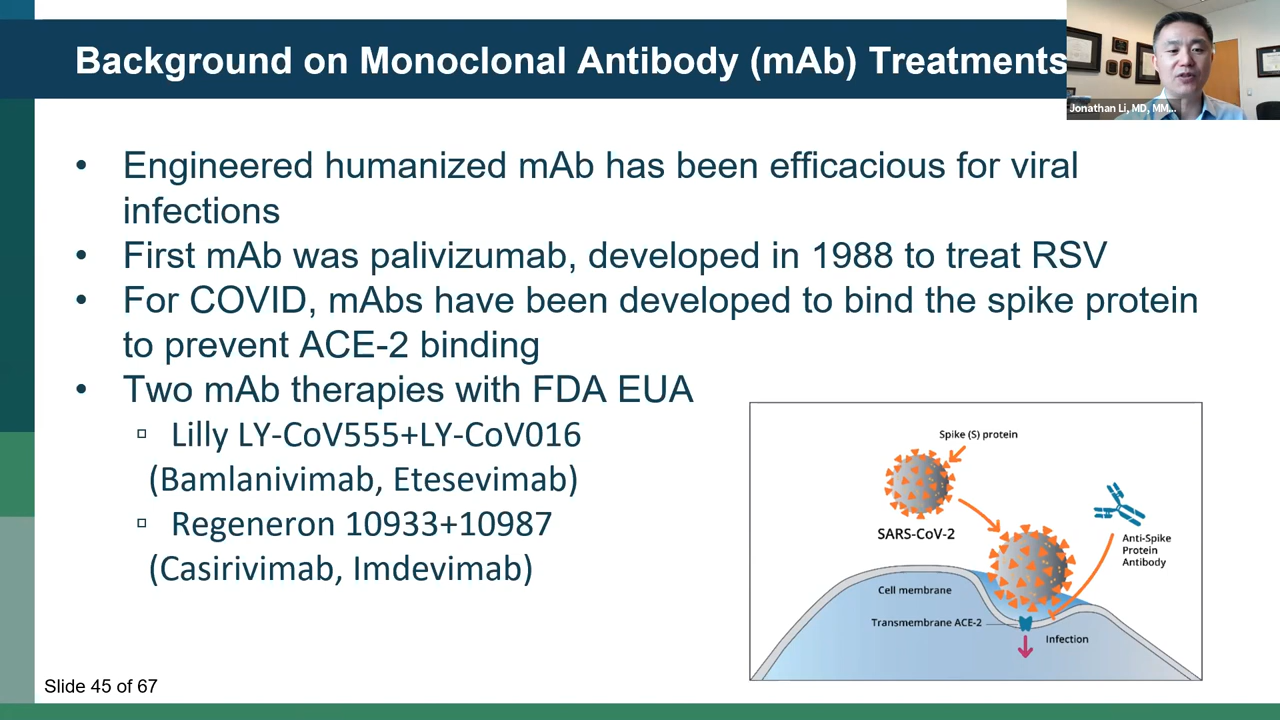 Background on Monoclonal Antibody (mAb) Treatments
Jonathan Li, MD, MM...
• Engineered humanized mAb has been efficacious for viral
infections
• First mAb was palivizumab, developed in 1988 to treat RSV
• For COVID, mAbs have been developed to bind the spike protein
to prevent ACE-2 binding
• Two mAb therapies with FDA EUA
▫ Lilly LY-CoV555+LY-CoV016
(Bamlanivimab, Etesevimab)
▫ Regeneron 10933+10987
(Casirivimab, Imdevimab)
Spike (S) protein
SARS-CoV-2
Anti-Spike
Protein
Antibody
Cell membrane
Transmembrane ACE-2
Infection
Slide 45 of 67